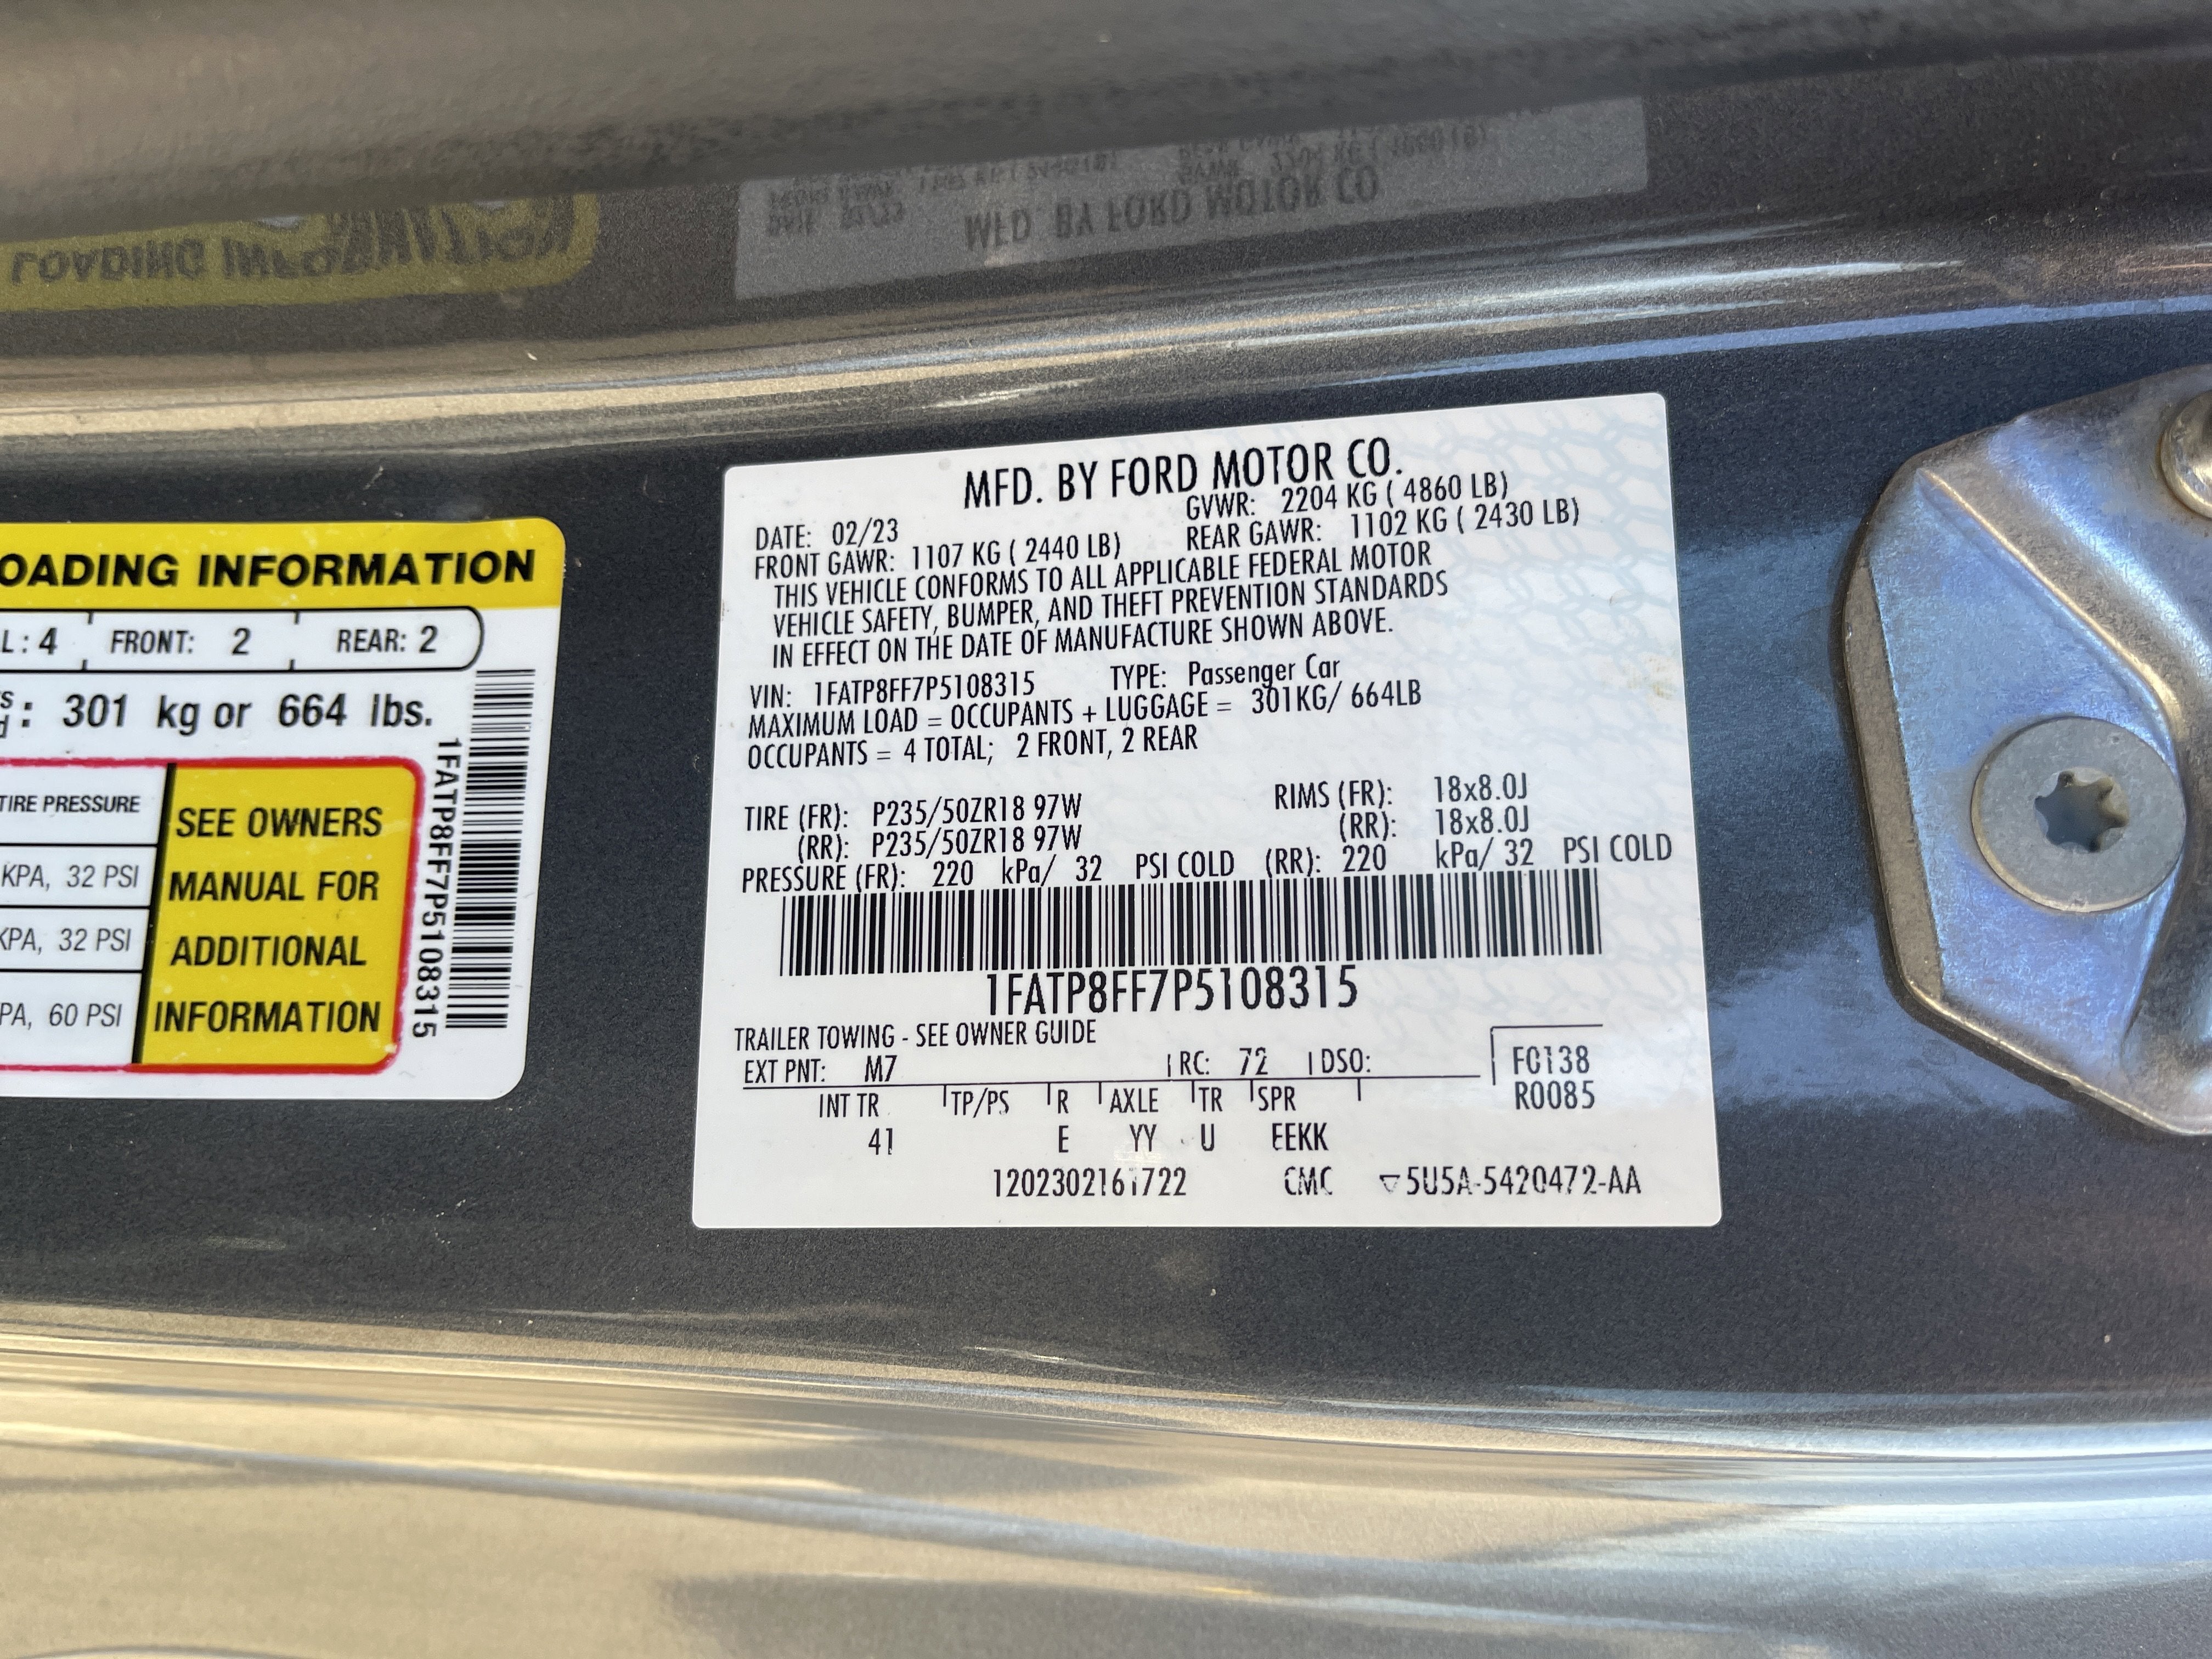 OADING INFORMATION
L: 4 FRONT: 2 REAR: 2
: 301 kg or 664 lbs.
TIRE PRESSURE
KPA, 32 PSI
KPA, 32 PSI
PA, 60 PSI
SEE OWNERS
MANUAL FOR
ADDITIONAL
INFORMATION
1FATP8FF7P5108315
MFD. BY FORD MOTOR CO.
DATE: 02/23 GVWR: 2204 KG ( 4860 LB)
FRONT GAWR: 1107 KG ( 2440 LB) REAR GAWR: 1102 KG ( 2430 LB)
THIS VEHICLE CONFORMS TO ALL APPLICABLE FEDERAL MOTOR
VEHICLE SAFETY, BUMPER, AND THEFT PREVENTION STANDARDS
IN EFFECT ON THE DATE OF MANUFACTURE SHOWN ABOVE.
VIN: 1FATP8FF7P5108315 TYPE: Passenger Car
MAXIMUM LOAD = OCCUPANTS + LUGGAGE = 301KG/ 664LB
OCCUPANTS = 4 TOTAL; 2 FRONT, 2 REAR
TIRE (FR): P235/50ZR18 97W RIMS (FR): 18x8.0J
(RR): P235/50ZR18 97W (RR): 18x8.0J
PRESSURE (FR): 220 kPa/ 32 PSI COLD (RR): 220 kPa/ 32 PSI COLD
1FATP8FF7P5108315
TRAILER TOWING - SEE OWNER GUIDE
EXT PNT: M7 RC: 72 DSO: F0138
R0085
INT TR TP/PS R AXLE TR SPR
41 E YY U EEKK
1202302161722 CMC ▽5U5A-5420472-AA